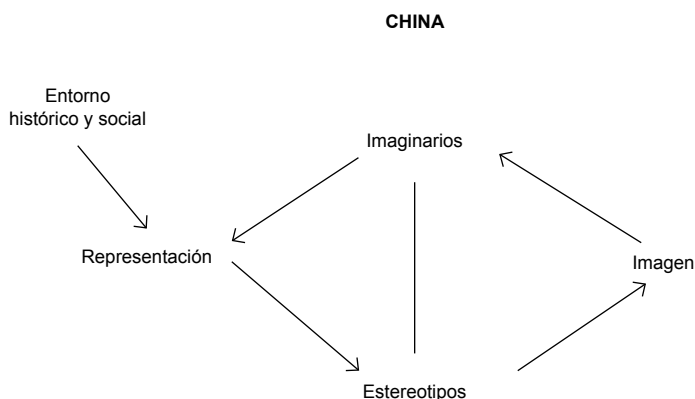 CHINA
Entorno
histórico y social
Imaginarios
Representación
Imagen
Estereotipos